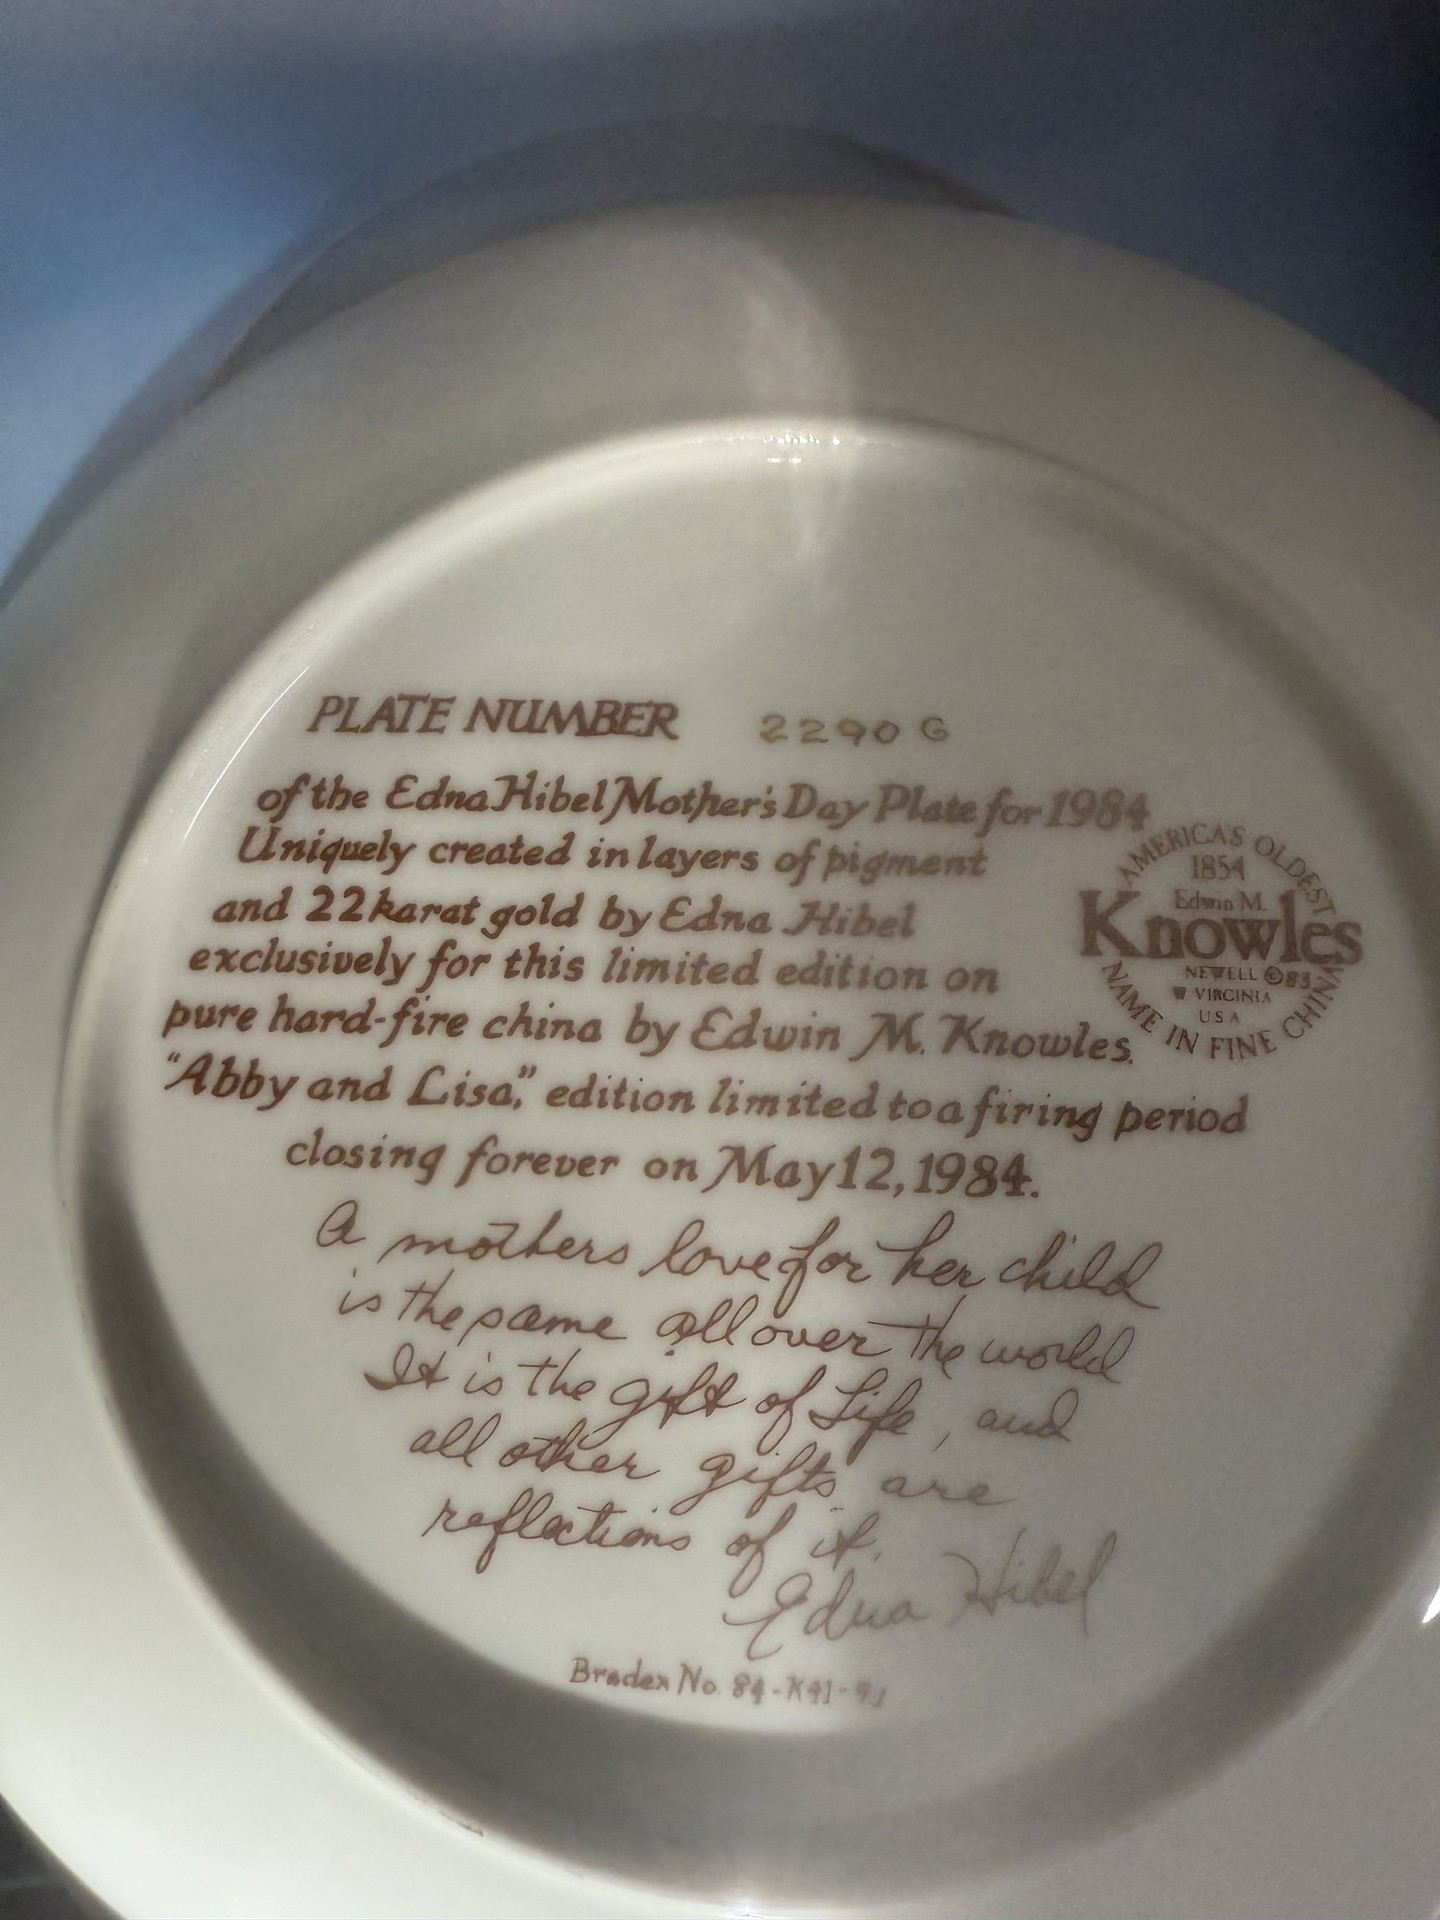 PLATE NUMBER 2290 G
of the Edna Hibel Mother's Day Plate for 1984
Uniquely created in layers of pigment
and 22 karat gold by Edna Hibel
exclusively for this limited edition on
pure hard-fire china by Edwin M. Knowles.
"Abby and Lisa," edition limited to a firing period
closing forever on May 12, 1984.
AMERICA'S OLDEST
1854
Edwin M.
Knowles
NEWELL © 83
W VIRGINIA
USA
NAME IN FINE CHINA
A mothers love for her child
is the same all over the world
It is the gift of Life, and
all other gifts are
reflections of it.
Edna Hibel
Bradex No. 84-K41-